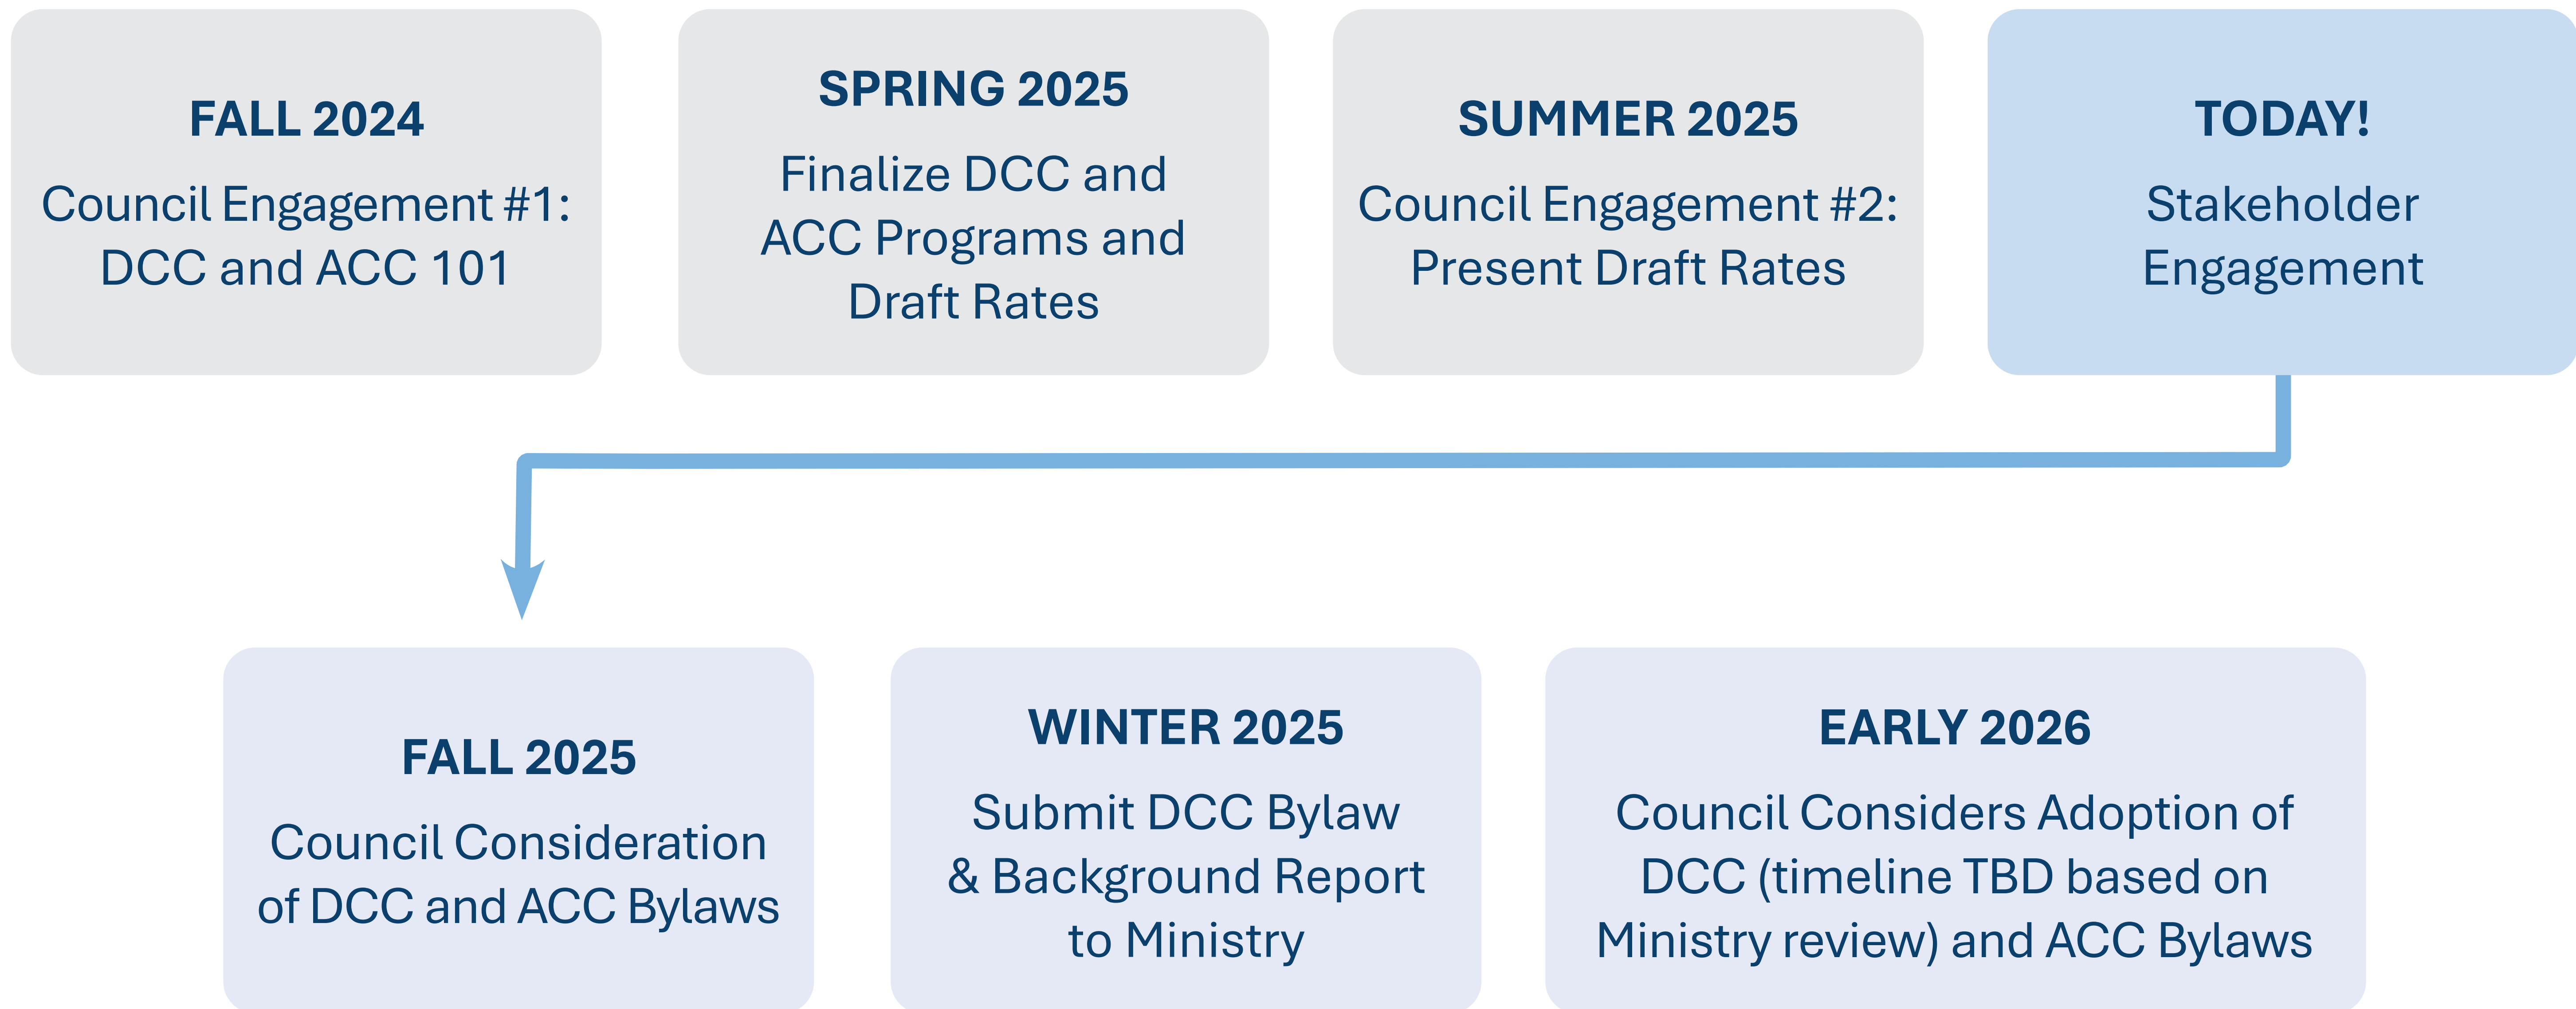 FALL 2024
Council Engagement #1:
DCC and ACC 101
SPRING 2025
Finalize DCC and
ACC Programs and
Draft Rates
SUMMER 2025
Council Engagement #2:
Present Draft Rates
TODAY!
Stakeholder
Engagement
FALL 2025
Council Consideration
of DCC and ACC Bylaws
WINTER 2025
Submit DCC Bylaw
& Background Report
to Ministry
EARLY 2026
Council Considers Adoption of
DCC (timeline TBD based on
Ministry review) and ACC Bylaws